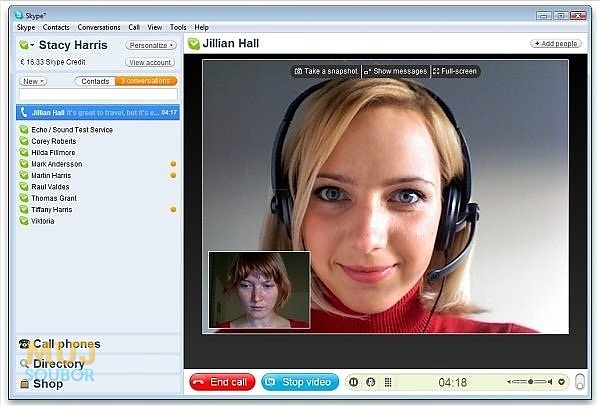 Skype™
Skype Contacts Conversations Call View Tools Help
Stacy Harris
Personalize
£ 16.33 Skype Credit
View account
New
Contacts
3 conversations
Jillian Hall It's great to travel, but it's e... 04:17
Echo / Sound Test Service
Corey Roberts
Hilda Fillmore
Mark Andersson
Martin Harris
Raul Valdes
Thomas Grant
Tiffany Harris
Viktoria
Call phones
Directory
Shop
MUJ
SOUBOR
Jillian Hall
Add people
Take a snapshot
Show messages
Full-screen
End call
Stop video
04:18